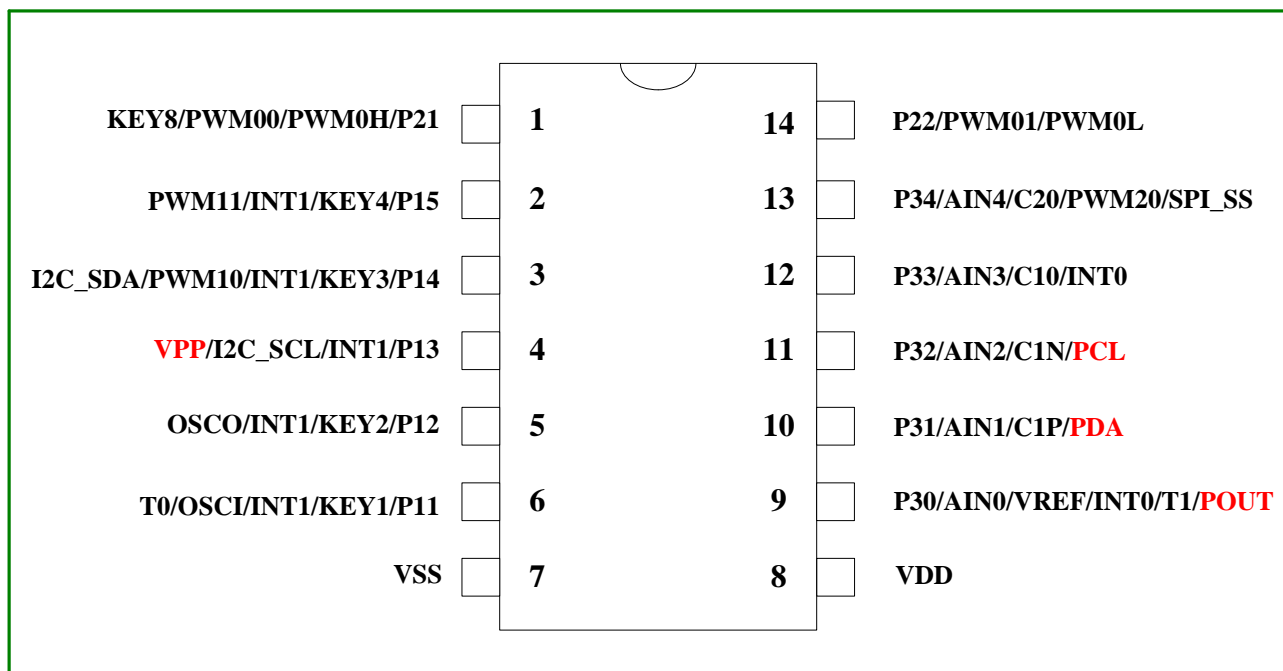 KEY8/PWM00/PWM0H/P21 1 14 P22/PWM01/PWM0L
PWM11/INT1/KEY4/P15 2 13 P34/AIN4/C20/PWM20/SPI_SS
I2C_SDA/PWM10/INT1/KEY3/P14 3 12 P33/AIN3/C10/INT0
VPP/I2C_SCL/INT1/P13 4 11 P32/AIN2/C1N/PCL
OSCO/INT1/KEY2/P12 5 10 P31/AIN1/C1P/PDA
T0/OSCI/INT1/KEY1/P11 6 9 P30/AIN0/VREF/INT0/T1/POUT
VSS 7 8 VDD